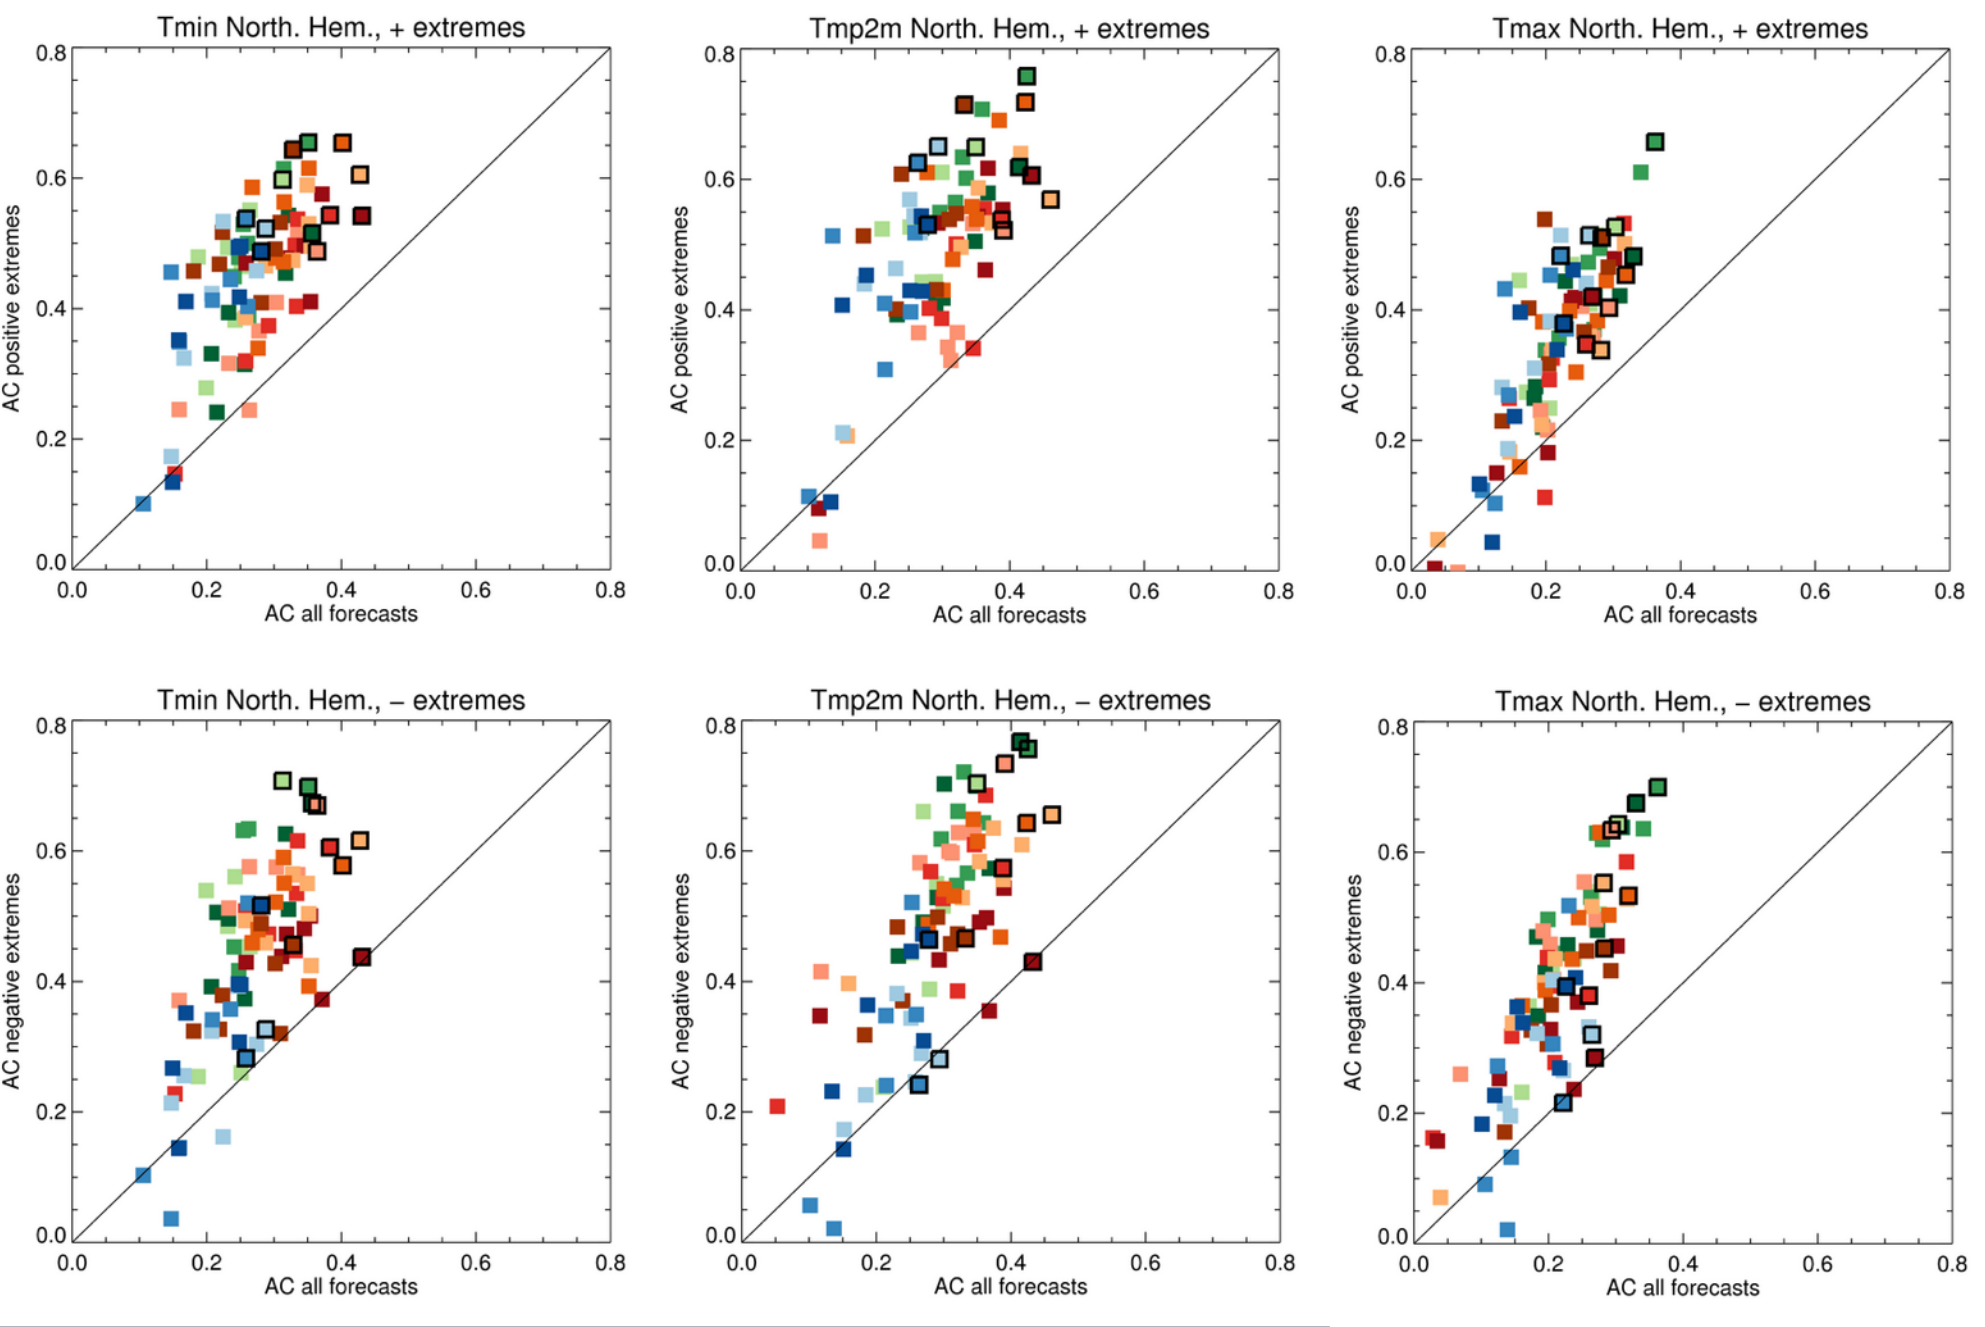 Tmin North. Hem., + extremes
0.8
0.6
0.4
0.2
0.0
AC positive extremes
0.0 0.2 0.4 0.6 0.8
AC all forecasts
Tmp2m North. Hem., + extremes
0.8
0.6
0.4
0.2
0.0
AC positive extremes
0.0 0.2 0.4 0.6 0.8
AC all forecasts
Tmax North. Hem., + extremes
0.8
0.6
0.4
0.2
0.0
AC positive extremes
0.0 0.2 0.4 0.6 0.8
AC all forecasts
Tmin North. Hem., − extremes
0.8
0.6
0.4
0.2
0.0
AC negative extremes
0.0 0.2 0.4 0.6 0.8
AC all forecasts
Tmp2m North. Hem., − extremes
0.8
0.6
0.4
0.2
0.0
AC negative extremes
0.0 0.2 0.4 0.6 0.8
AC all forecasts
Tmax North. Hem., − extremes
0.8
0.6
0.4
0.2
0.0
AC negative extremes
0.0 0.2 0.4 0.6 0.8
AC all forecasts